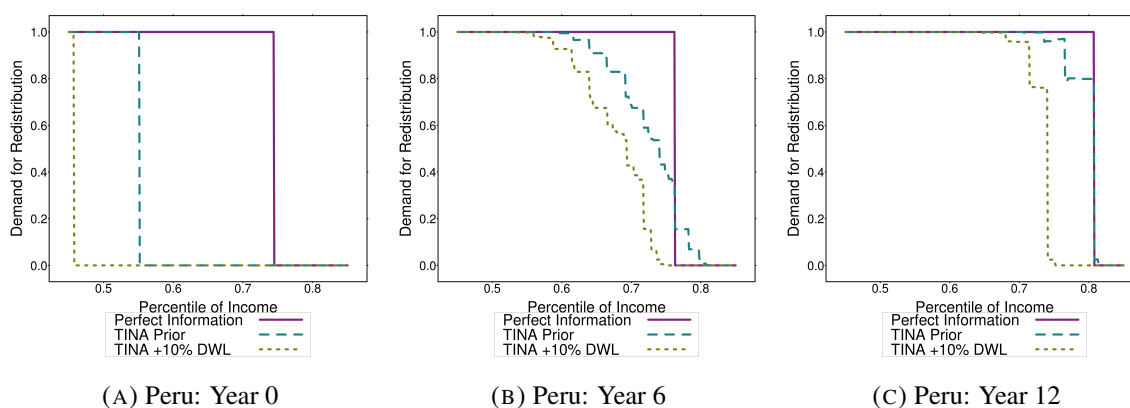 Demand for Redistribution
1.0
0.8
0.6
0.4
0.2
0.0
0.5 0.6 0.7 0.8
Percentile of Income
Perfect Information
TINA Prior
TINA +10% DWL
(A) Peru: Year 0
Demand for Redistribution
1.0
0.8
0.6
0.4
0.2
0.0
0.5 0.6 0.7 0.8
Percentile of Income
Perfect Information
TINA Prior
TINA +10% DWL
(B) Peru: Year 6
Demand for Redistribution
1.0
0.8
0.6
0.4
0.2
0.0
0.5 0.6 0.7 0.8
Percentile of Income
Perfect Information
TINA Prior
TINA +10% DWL
(C) Peru: Year 12